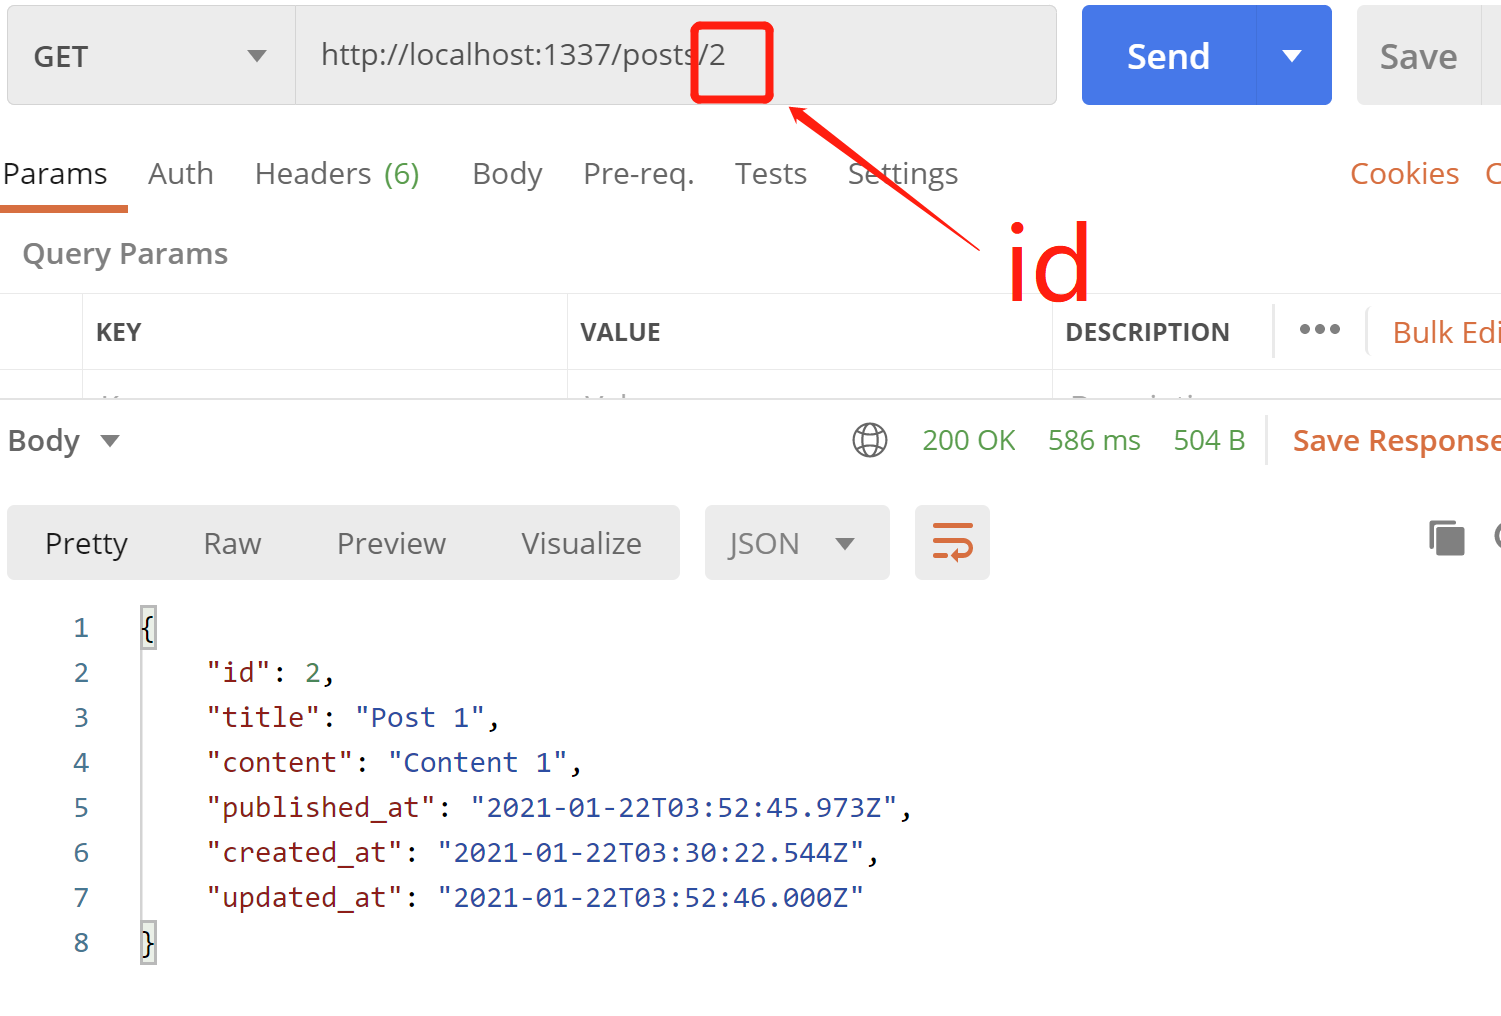 GET http://localhost:1337/posts/2 Send Save
Params Auth Headers (6) Body Pre-req. Tests Settings Cookies
id
Query Params
KEY VALUE DESCRIPTION ••• Bulk Edi
Body 200 OK 586 ms 504 B Save Response
Pretty Raw Preview Visualize JSON
1 {
2 "id": 2,
3 "title": "Post 1",
4 "content": "Content 1",
5 "published_at": "2021-01-22T03:52:45.973Z",
6 "created_at": "2021-01-22T03:30:22.544Z",
7 "updated_at": "2021-01-22T03:52:46.000Z"
8 }